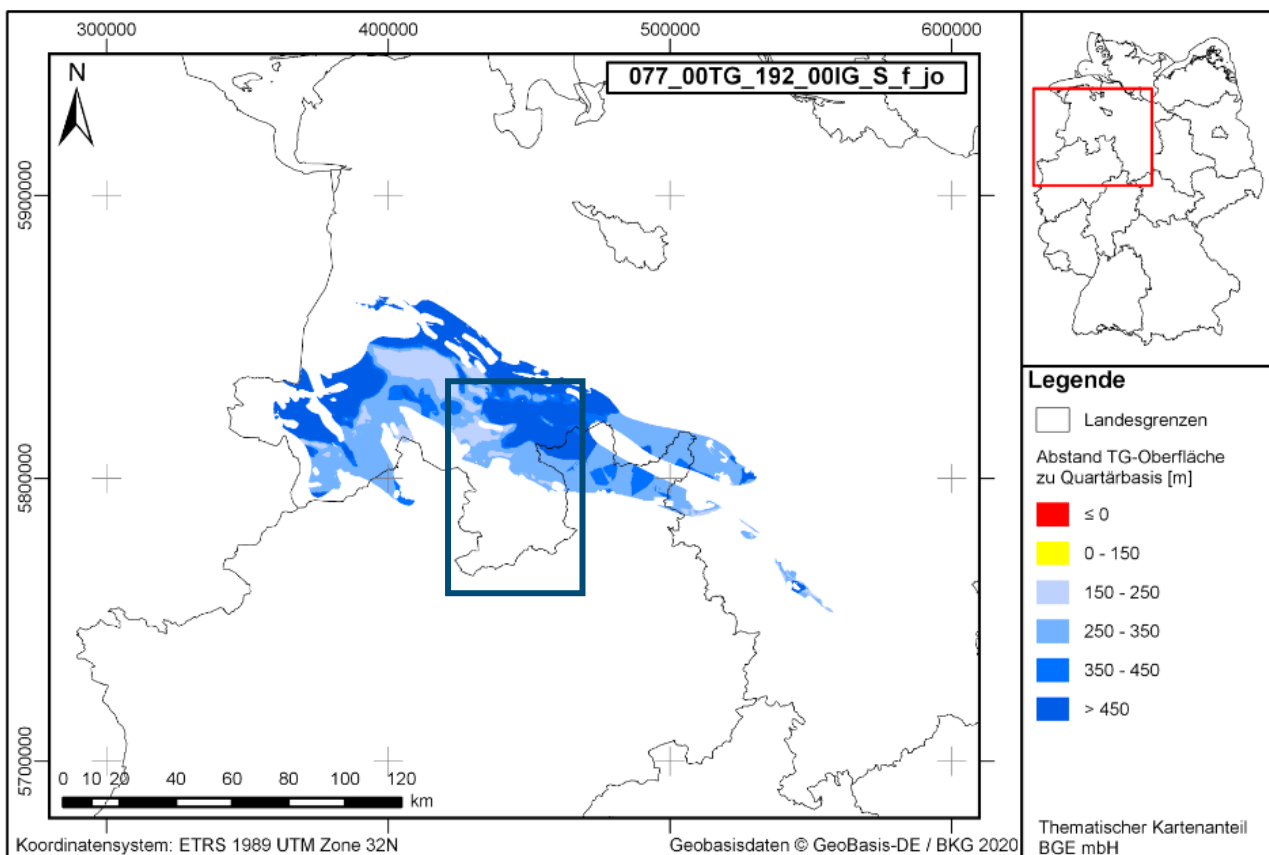 300000
400000
500000
600000
N
077_00TG_192_00IG_S_f_jo
5900000
5800000
5700000
0 10 20 40 60 80 100 120
km
Koordinatensystem: ETRS 1989 UTM Zone 32N
Geobasisdaten © GeoBasis-DE / BKG 2020
Legende
Landesgrenzen
Abstand TG-Oberfläche
zu Quartärbasis [m]
≤ 0
0 - 150
150 - 250
250 - 350
350 - 450
> 450
Thematischer Kartenanteil
BGE mbH